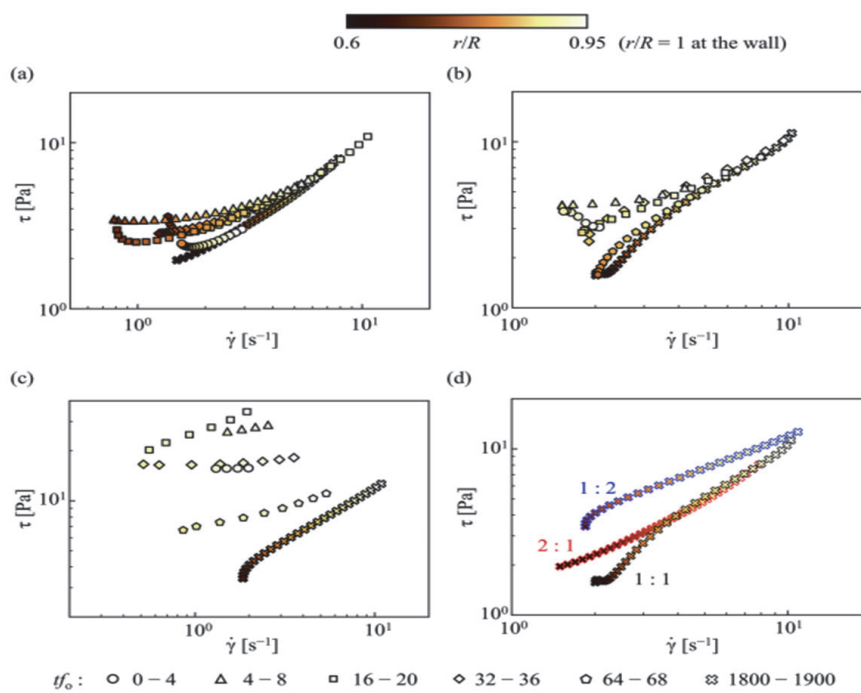 0.6 r/R 0.95 (r/R = 1 at the wall)
(a) (b)
10¹ 10¹
τ [Pa] τ [Pa]
10⁰ 10⁰
10⁰ 10¹ 10⁰ 10¹
γ̇ [s⁻¹] γ̇ [s⁻¹]
(c) (d)
10¹ 10¹
τ [Pa] τ [Pa]
1 : 2
2 : 1
1 : 1
10⁰
10⁰ 10¹ 10⁰ 10¹
γ̇ [s⁻¹] γ̇ [s⁻¹]
tfₒ : 0 – 4 4 – 8 16 – 20 32 – 36 64 – 68 1800 – 1900